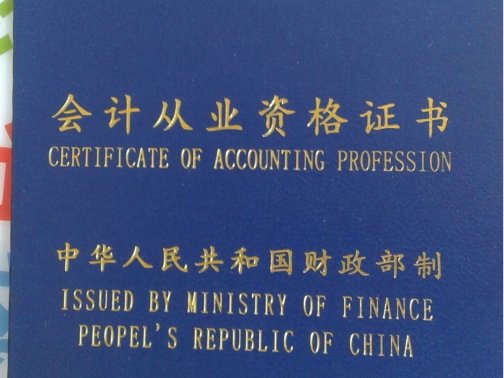 会计从业资格证书
CERTIFICATE OF ACCOUNTING PROFESSION
中华人民共和国财政部制
ISSUED BY MINISTRY OF FINANCE
PEOPEL'S REPUBLIC OF CHINA